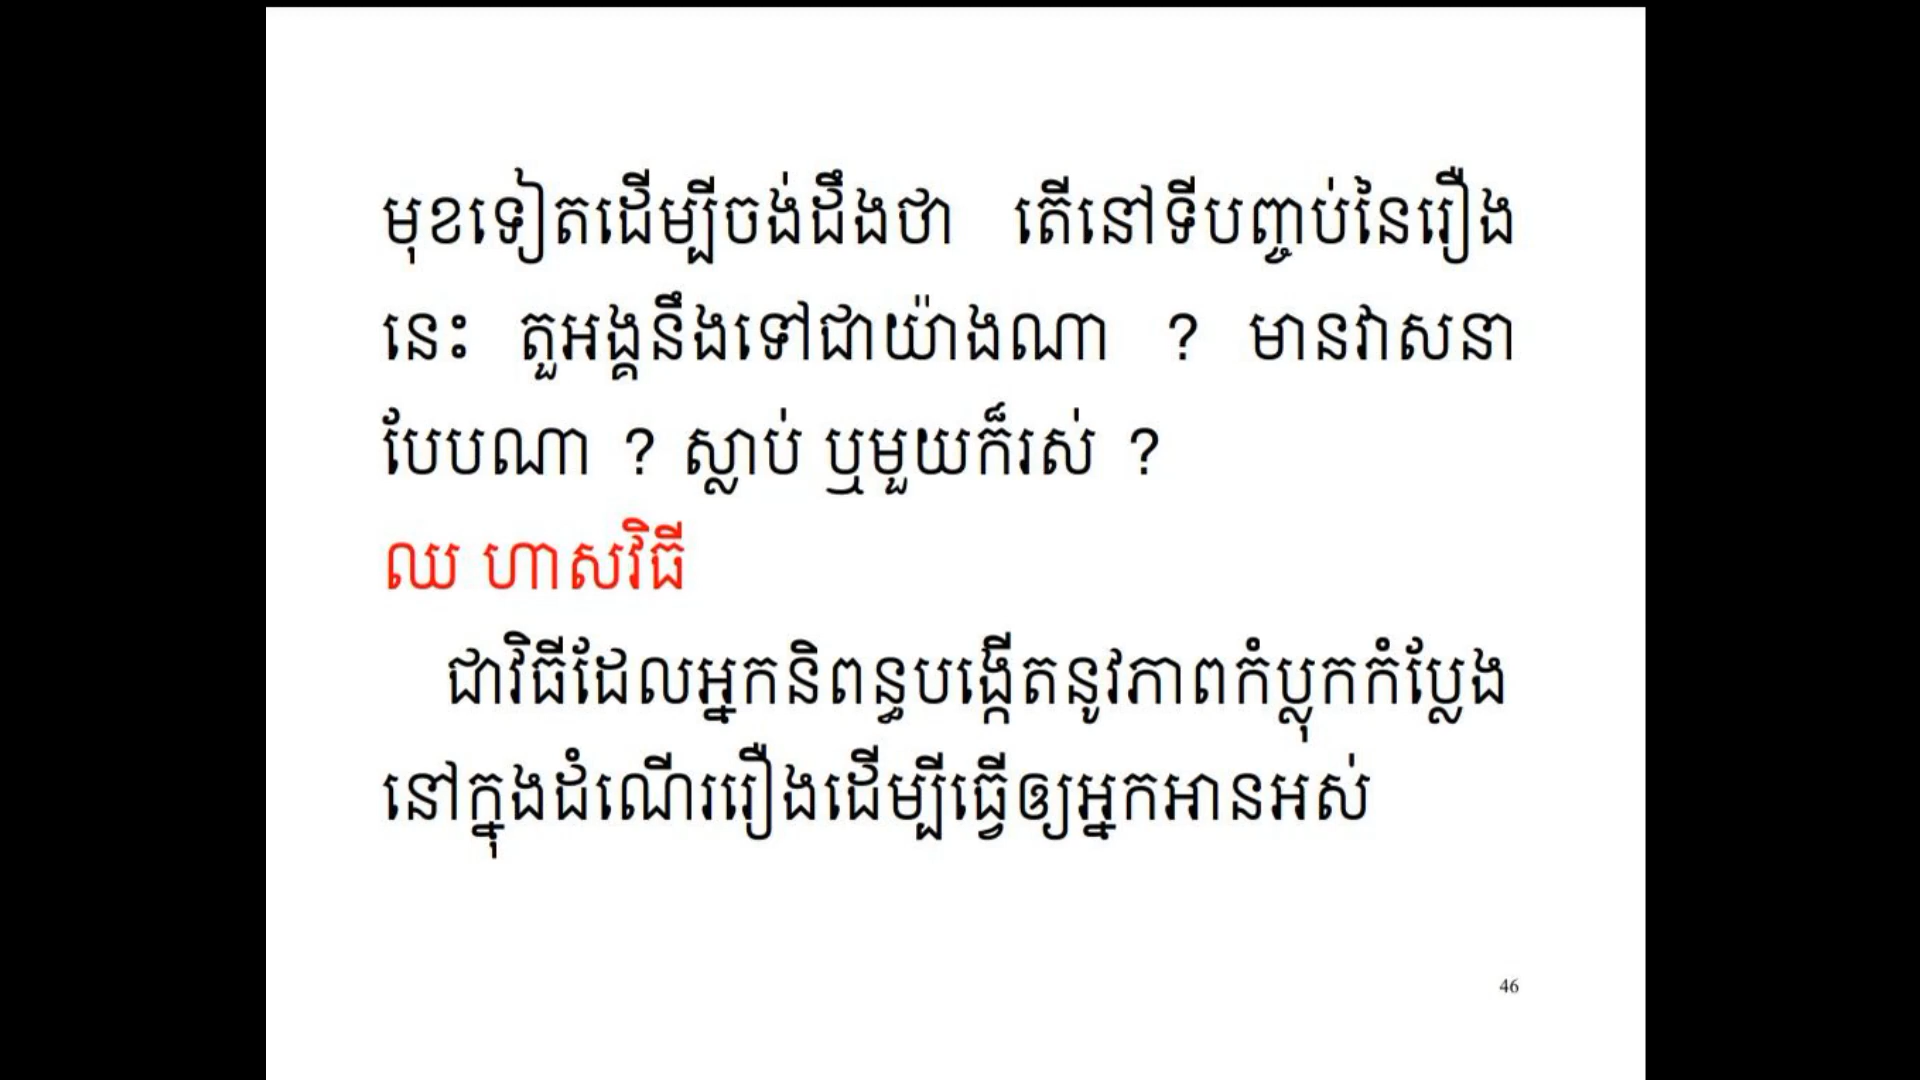 មុខទៀតដើម្បីចង់ដឹងថា តើនៅទីបញ្ចប់នៃរឿង
នេះ តួអង្គនឹងទៅជាយ៉ាងណា ? មានវាសនា
បែបណា ? ស្លាប់ ឬមួយក៏រស់ ?
ឈ ហាសវិធី
ជាវិធីដែលអ្នកនិពន្ធបង្កើតនូវភាពកំប្លុកកំប្លែង
នៅក្នុងដំណើររឿងដើម្បីធ្វើឲ្យអ្នកអានអស់
46